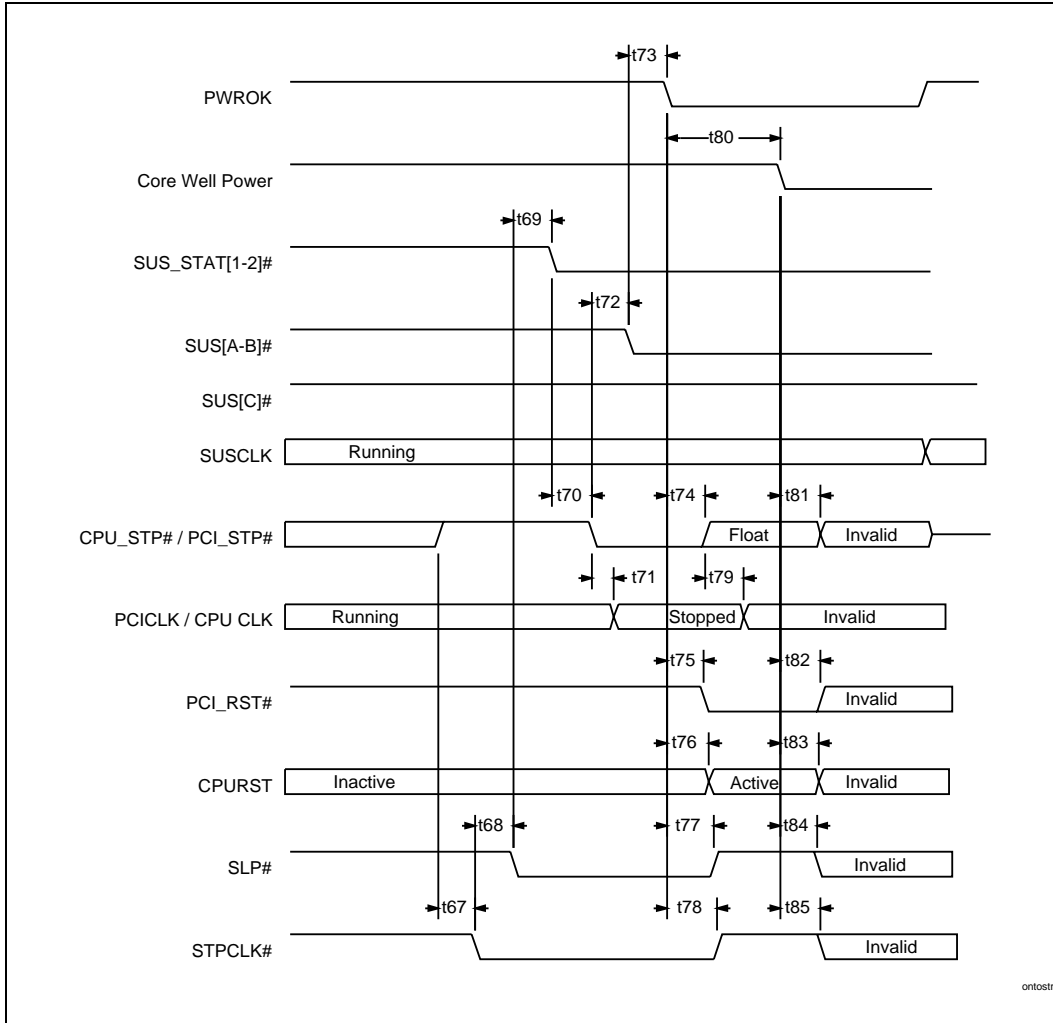 t73
PWROK
t80
Core Well Power
t69
SUS_STAT[1-2]#
t72
SUS[A-B]#
SUS[C]#
SUSCLK
Running
t70
t74
t81
CPU_STP# / PCI_STP#
Float
Invalid
t71
t79
PCICLK / CPU CLK
Running
Stopped
Invalid
t75
t82
PCI_RST#
Invalid
t76
t83
CPURST
Inactive
Active
Invalid
t68
t77
t84
SLP#
Invalid
t67
t78
t85
STPCLK#
Invalid
ontostr